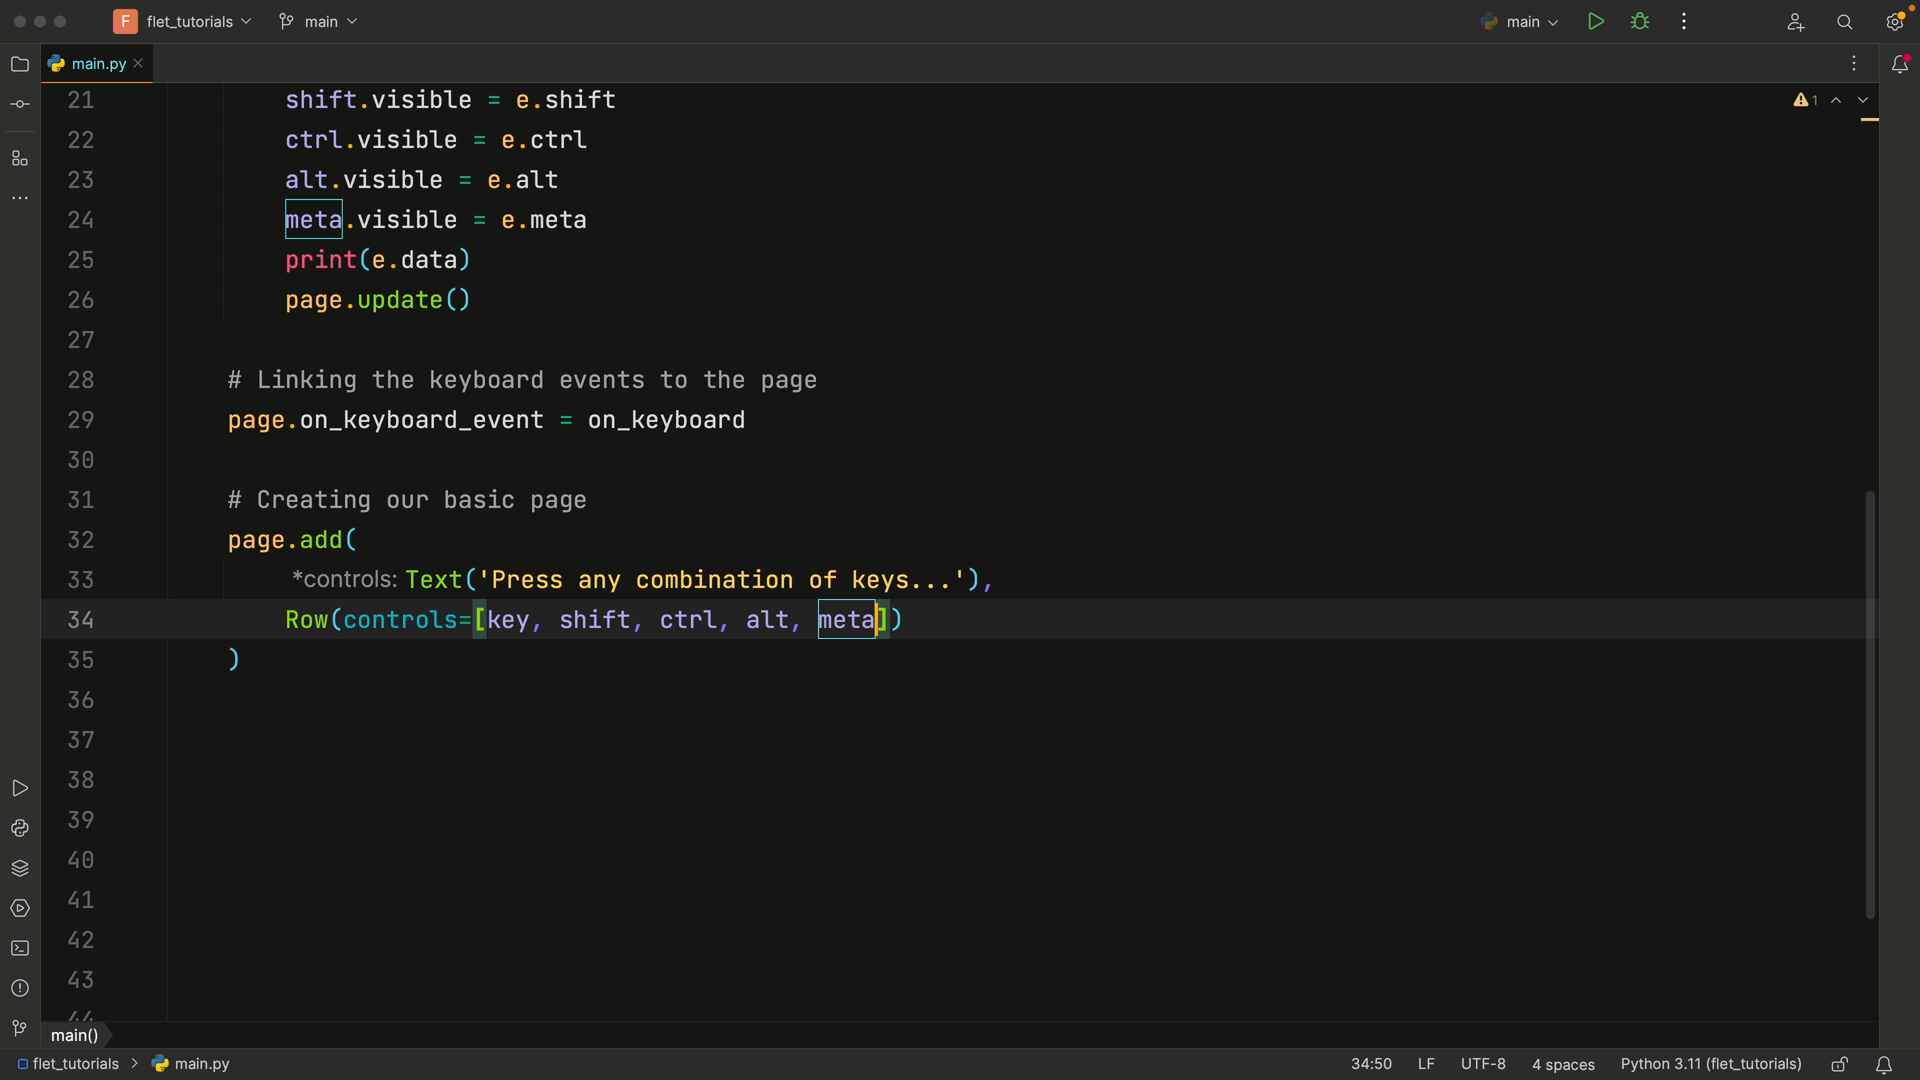 F flet_tutorials main main
main.py
21 shift.visible = e.shift
1
22 ctrl.visible = e.ctrl
23 alt.visible = e.alt
24 meta.visible = e.meta
25 print(e.data)
26 page.update()
27
28 # Linking the keyboard events to the page
29 page.on_keyboard_event = on_keyboard
30
31 # Creating our basic page
32 page.add(
33 *controls: Text('Press any combination of keys...'),
34 Row(controls=[key, shift, ctrl, alt, meta])
35 )
36
37
38
39
40
41
42
43
44
main()
flet_tutorials main.py 34:50 LF UTF-8 4 spaces Python 3.11 (flet_tutorials)